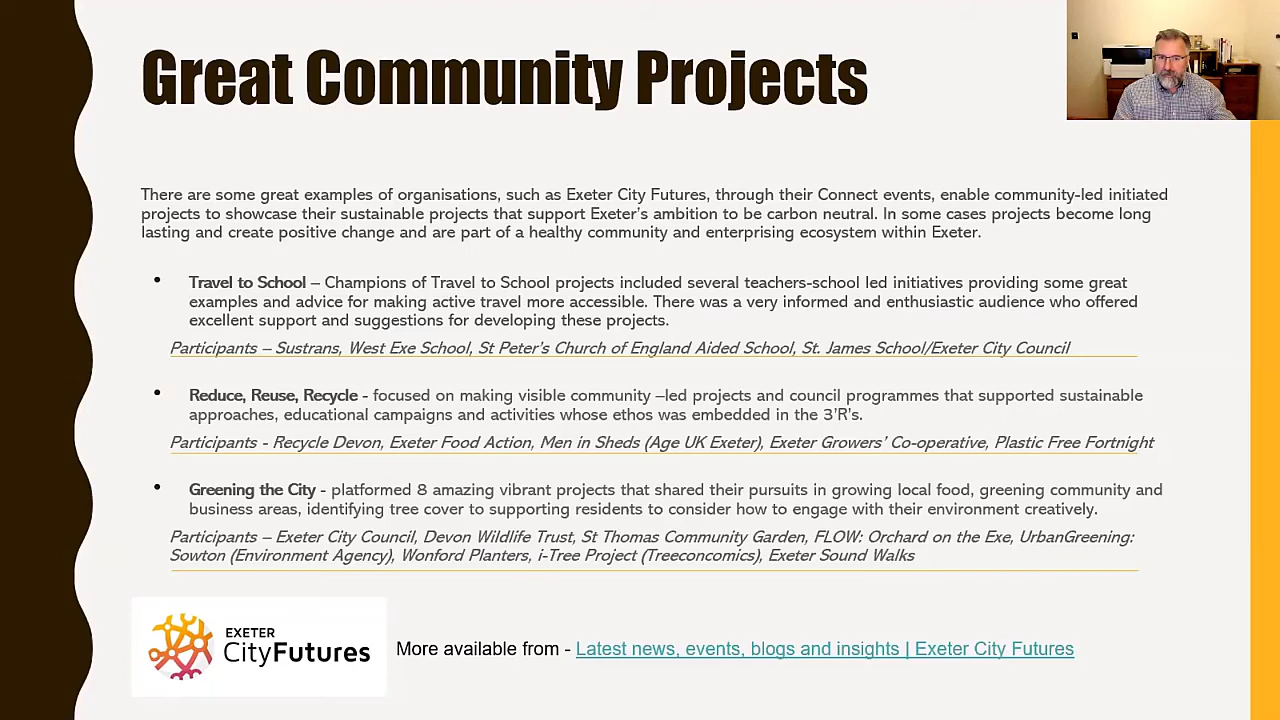 Great Community Projects
There are some great examples of organisations, such as Exeter City Futures, through their Connect events, enable community-led initiated
projects to showcase their sustainable projects that support Exeter's ambition to be carbon neutral. In some cases projects become long
lasting and create positive change and are part of a healthy community and enterprising ecosystem within Exeter.
• Travel to School – Champions of Travel to School projects included several teachers-school led initiatives providing some great
examples and advice for making active travel more accessible. There was a very informed and enthusiastic audience who offered
excellent support and suggestions for developing these projects.
Participants – Sustrans, West Exe School, St Peter's Church of England Aided School, St. James School/Exeter City Council
• Reduce, Reuse, Recycle - focused on making visible community –led projects and council programmes that supported sustainable
approaches, educational campaigns and activities whose ethos was embedded in the 3'R's.
Participants - Recycle Devon, Exeter Food Action, Men in Sheds (Age UK Exeter), Exeter Growers' Co-operative, Plastic Free Fortnight
• Greening the City - platformed 8 amazing vibrant projects that shared their pursuits in growing local food, greening community and
business areas, identifying tree cover to supporting residents to consider how to engage with their environment creatively.
Participants – Exeter City Council, Devon Wildlife Trust, St Thomas Community Garden, FLOW: Orchard on the Exe, UrbanGreening:
Sowton (Environment Agency), Wonford Planters, i-Tree Project (Treeconomics), Exeter Sound Walks
EXETER
CityFutures
More available from - Latest news, events, blogs and insights | Exeter City Futures